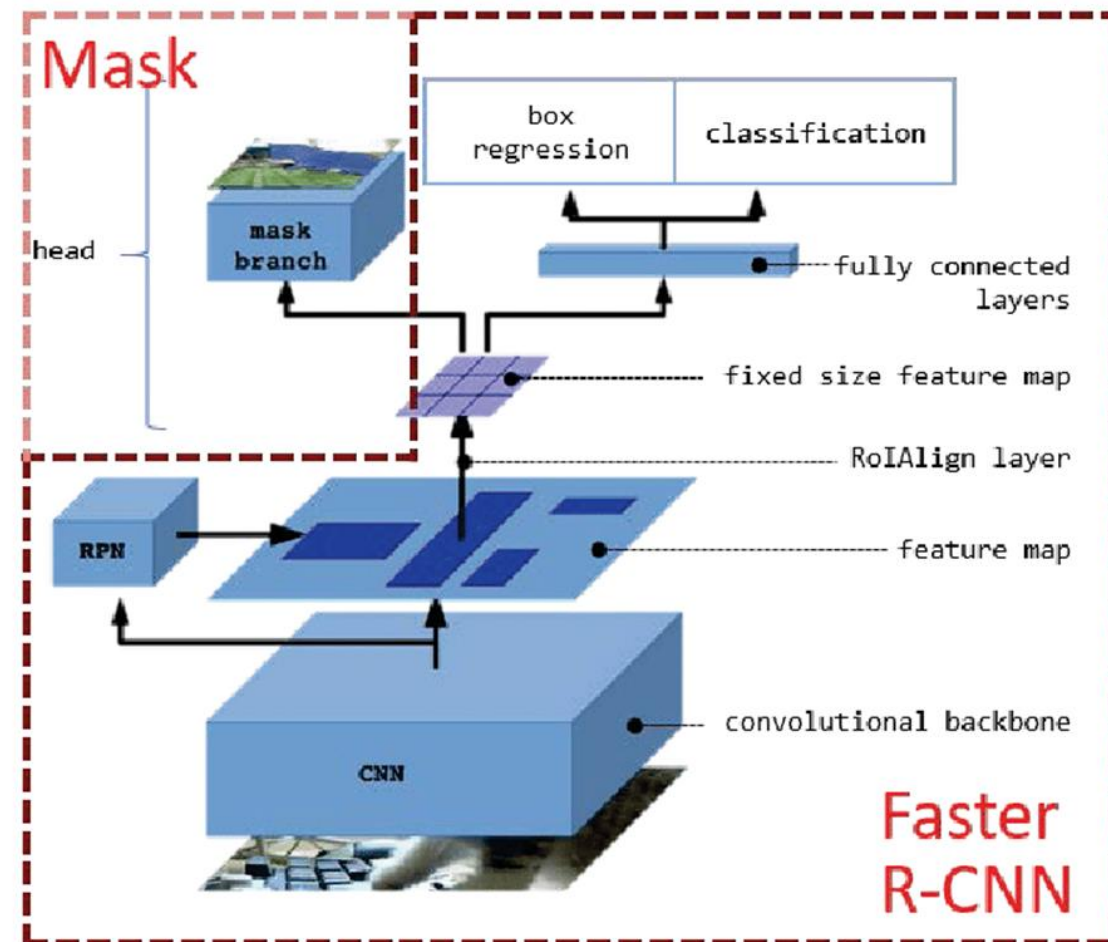 Mask
box
regression
classification
head
mask
branch
fully connected
layers
fixed size feature map
RoIAlign layer
RPN
feature map
convolutional backbone
CNN
Faster
R-CNN